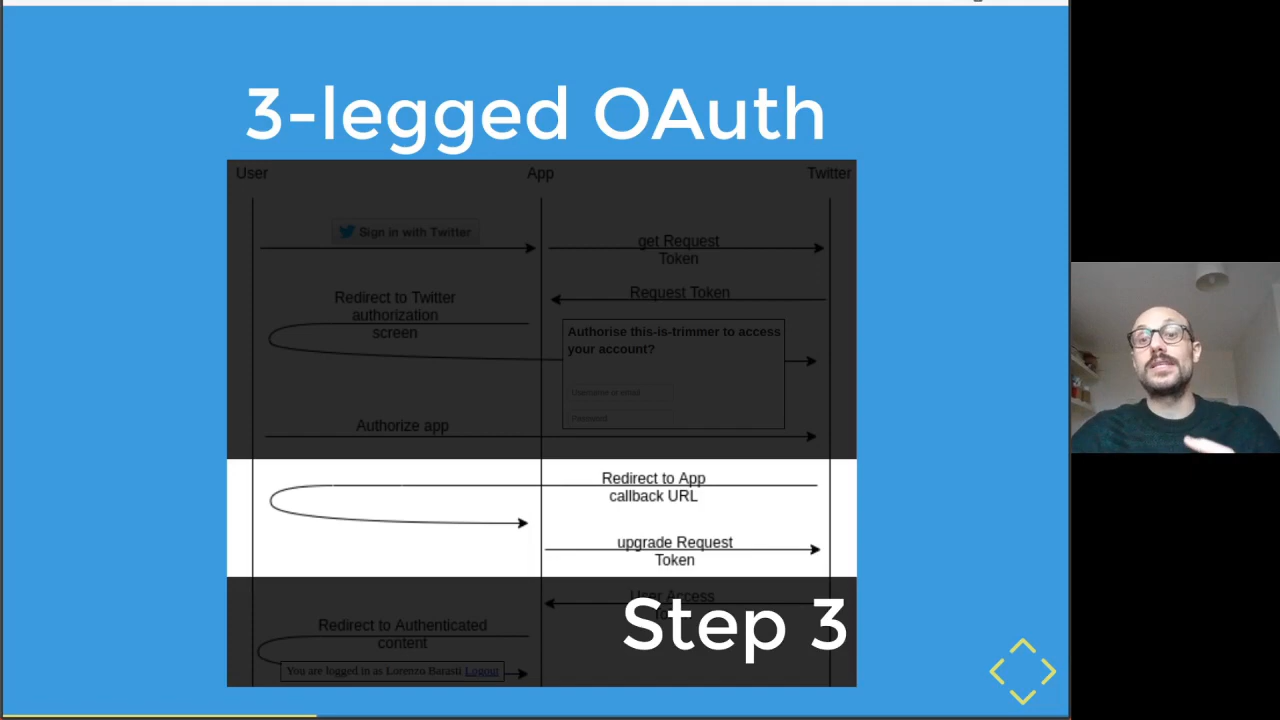 3-legged OAuth
User
App
Twitter
Sign in with Twitter
get Request
Token
Redirect to Twitter
authorization
screen
Request Token
Authorise this-is-trimmer to access
your account?
Username or email
Password
Authorize app
Redirect to App
callback URL
upgrade Request
Token
User Access
Step 3
Redirect to Authenticated
content
You are logged in as Lorenzo Barasti Logout